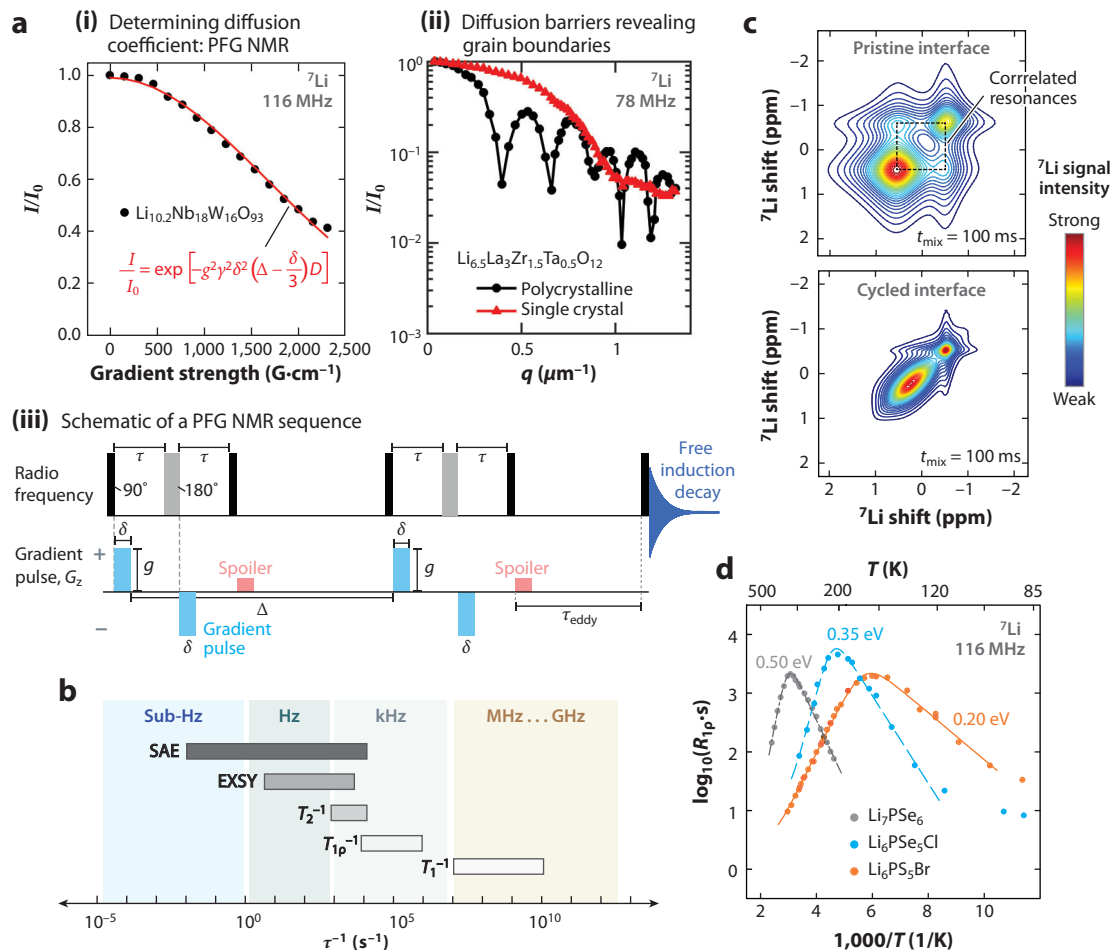 a
(i) Determining diffusion
coefficient: PFG NMR
⁷Li
116 MHz
1.0
0.8
0.6
0.4
0.2
0.0
I/I₀
Li₁₀.₂Nb₁₈W₁₆O₉₃
I/I₀ = exp [−g²γ²δ² (Δ − δ/3) D]
0 500 1,000 1,500 2,000 2,500
Gradient strength (G·cm⁻¹)
(ii) Diffusion barriers revealing
grain boundaries
⁷Li
78 MHz
10⁰
10⁻¹
10⁻²
10⁻³
I/I₀
Li₆.₅La₃Zr₁.₅Ta₀.₅O₁₂
Polycrystalline
Single crystal
0 0.5 1
q (μm⁻¹)
(iii) Schematic of a PFG NMR sequence
Radio
frequency
τ τ τ τ
90° 180°
Free
induction
decay
Gradient
pulse, G_z
+
−
δ δ
g g
Spoiler Spoiler
Δ
τ_eddy
Gradient
pulse
δ δ
b
Sub-Hz Hz kHz MHz . . . GHz
SAE
EXSY
T₂⁻¹
T₁ρ⁻¹
T₁⁻¹
10⁻⁵ 10⁰ 10⁵ 10¹⁰
τ⁻¹ (s⁻¹)
c
Pristine interface
Corrrelated
resonances
−2
−1
0
1
2
⁷Li shift (ppm)
t_mix = 100 ms
⁷Li signal
intensity
Strong
Weak
Cycled interface
−2
−1
0
1
2
⁷Li shift (ppm)
t_mix = 100 ms
2 1 0 −1 −2
⁷Li shift (ppm)
d
T (K)
500 200 120 85
⁷Li
116 MHz
0.50 eV
0.35 eV
0.20 eV
4
3
2
1
0
log₁₀(R₁ρ·s)
Li₇PSe₆
Li₆PSe₅Cl
Li₆PS₅Br
2 4 6 8 10
1,000/T (1/K)